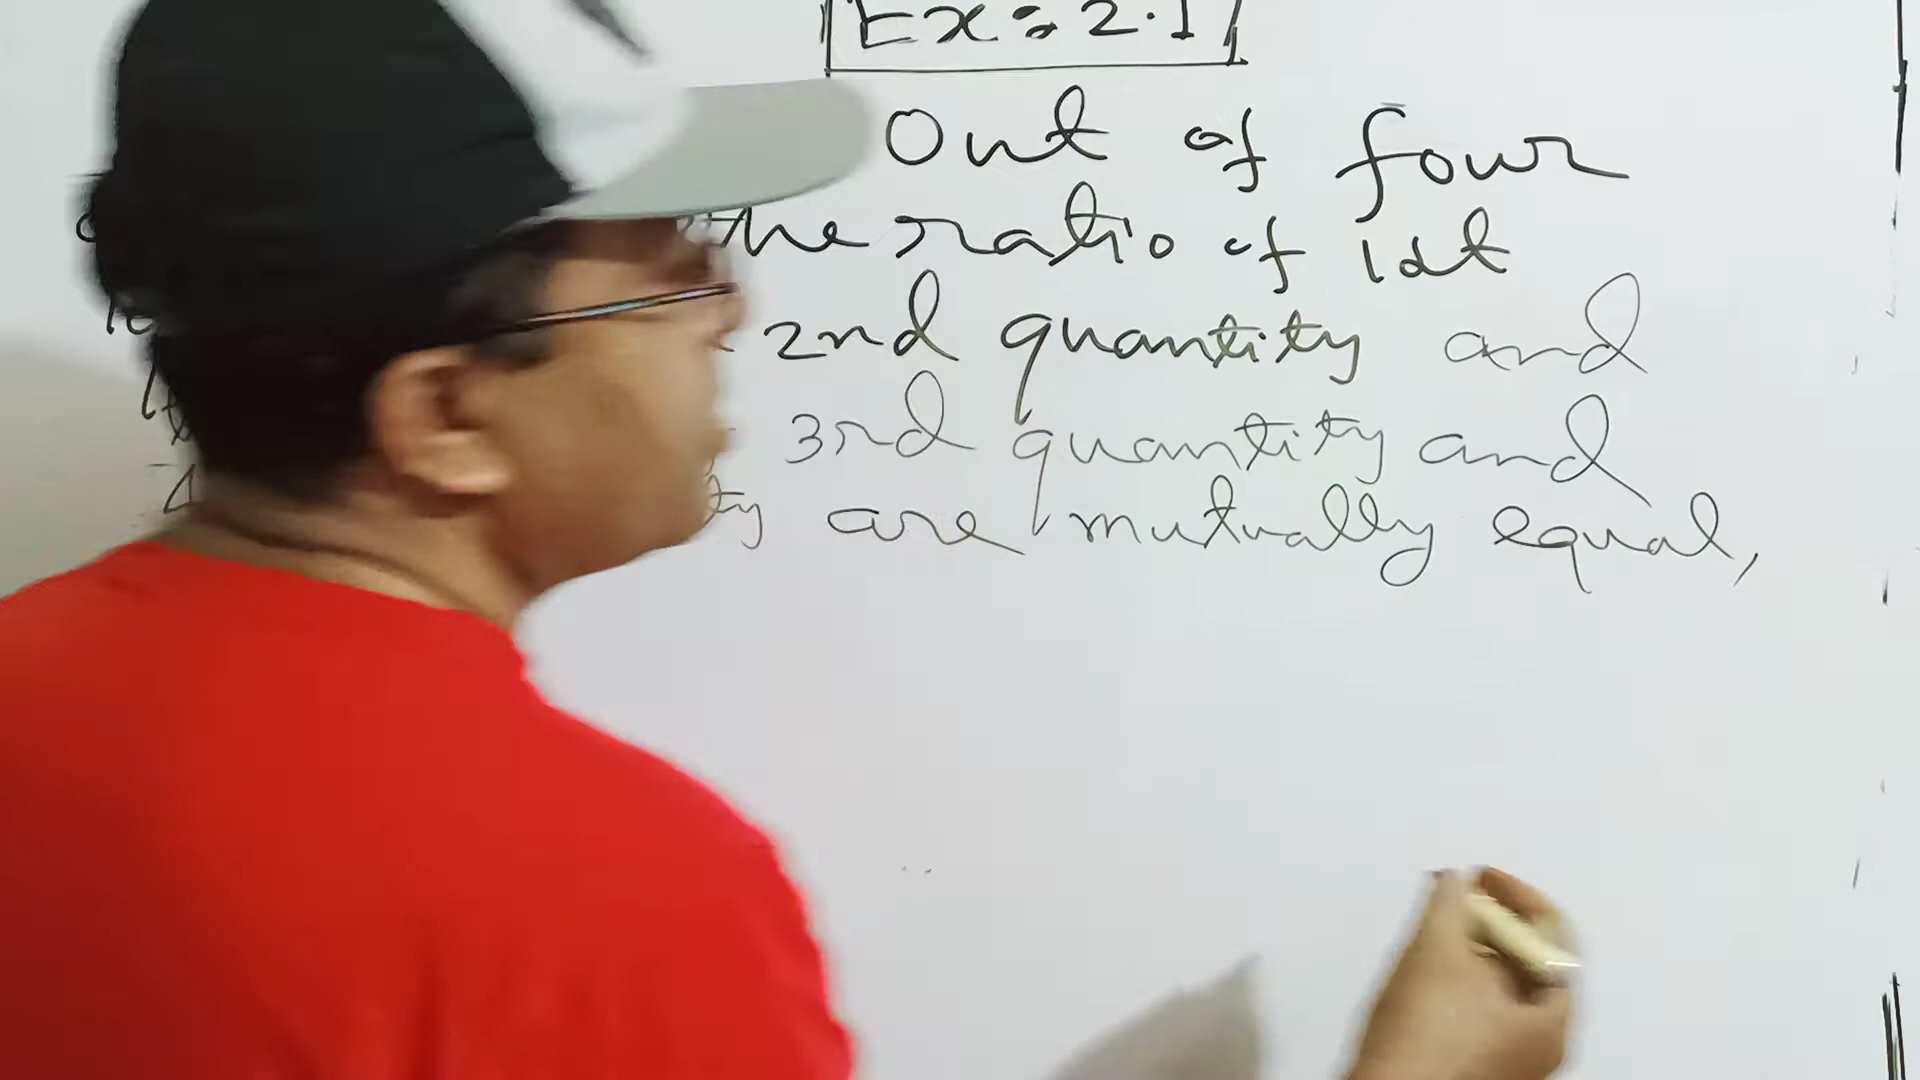 Ex: 2.1
Out of four
the ratio of 1st
2nd quantity and
3rd quantity and
are mutually equal,